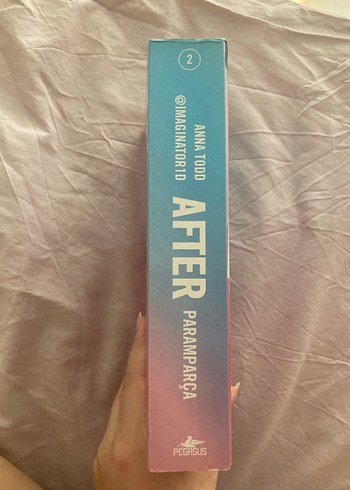 2
ANNA TODD
@IMAGINATOR1D
AFTER
PARAMPARÇA
PEGASUS